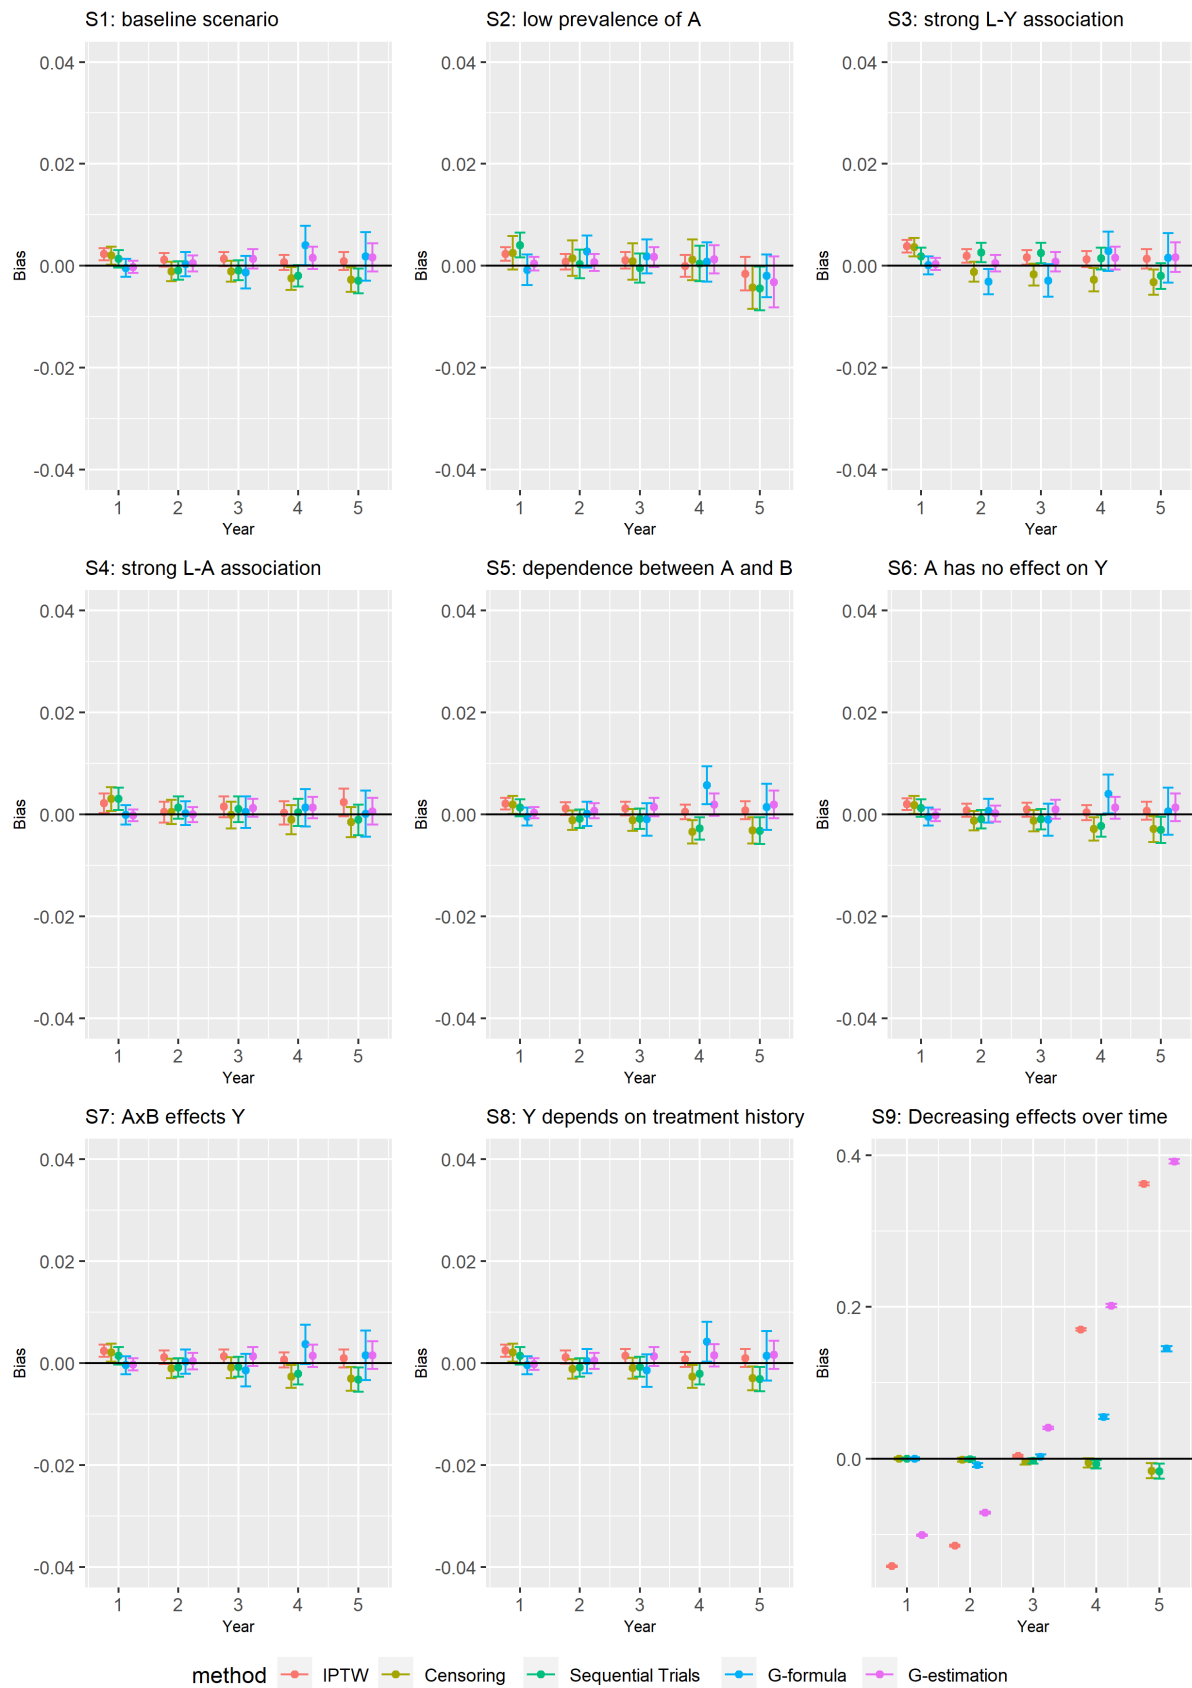 S1: baseline scenario
0.04
0.02
0.00
-0.02
-0.04
Bias
1 2 3 4 5
Year
S2: low prevalence of A
0.04
0.02
0.00
-0.02
-0.04
Bias
1 2 3 4 5
Year
S3: strong L-Y association
0.04
0.02
0.00
-0.02
-0.04
Bias
1 2 3 4 5
Year
S4: strong L-A association
0.04
0.02
0.00
-0.02
-0.04
Bias
1 2 3 4 5
Year
S5: dependence between A and B
0.04
0.02
0.00
-0.02
-0.04
Bias
1 2 3 4 5
Year
S6: A has no effect on Y
0.04
0.02
0.00
-0.02
-0.04
Bias
1 2 3 4 5
Year
S7: AxB effects Y
0.04
0.02
0.00
-0.02
-0.04
Bias
1 2 3 4 5
Year
S8: Y depends on treatment history
0.04
0.02
0.00
-0.02
-0.04
Bias
1 2 3 4 5
Year
S9: Decreasing effects over time
0.4
0.2
0.0
Bias
1 2 3 4 5
Year
method IPTW Censoring Sequential Trials G-formula G-estimation